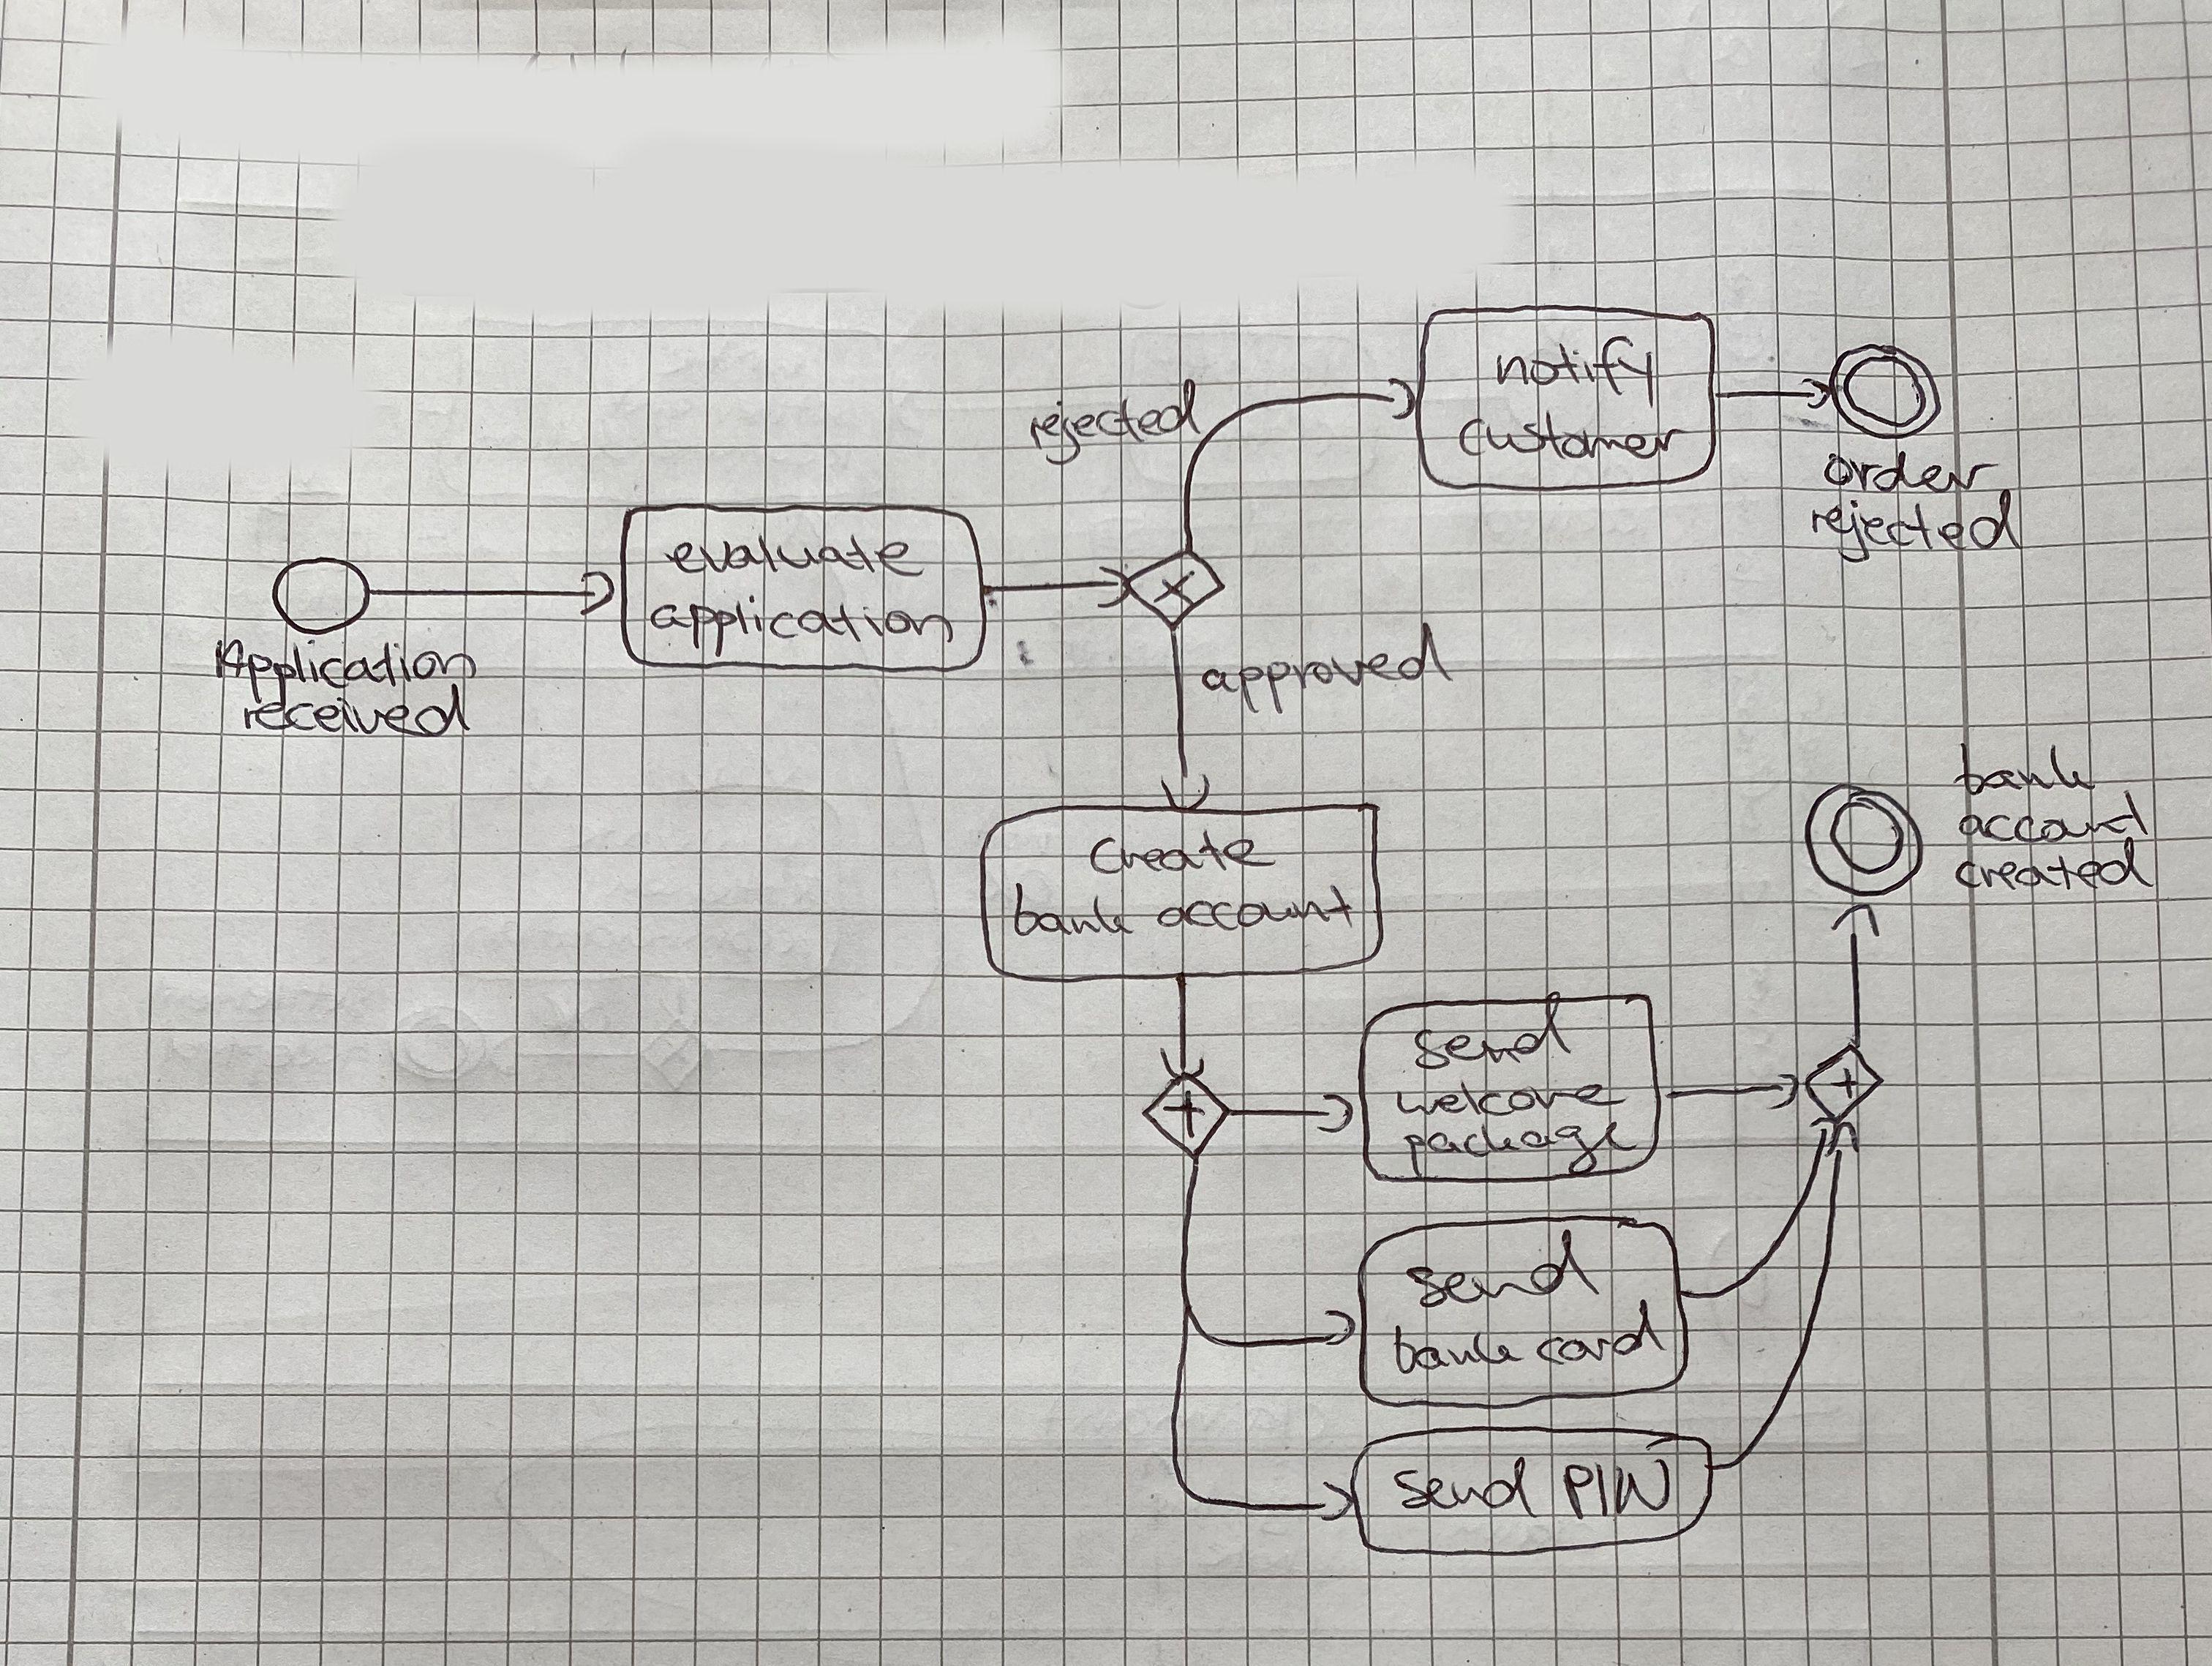 rejected
notify
customer
order
rejected
evaluate
application
Application
received
approved
create
bank account
bank
account
created
send
welcome
package
send
bank card
send PIN